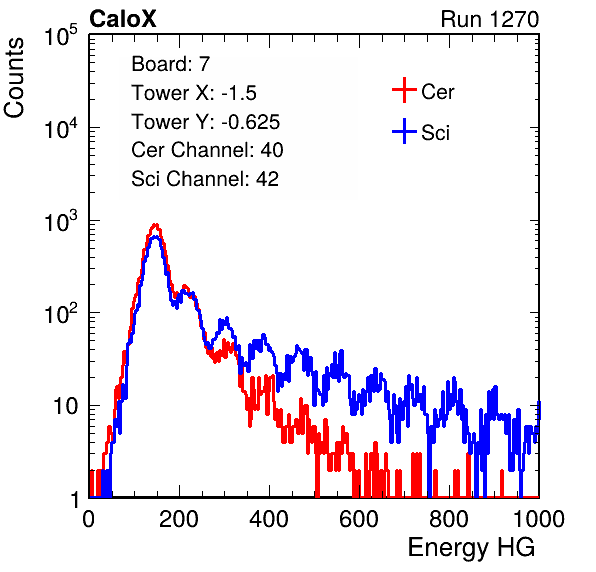 CaloX Run 1270
Counts
10^5
10^4
10^3
10^2
10
1
Board: 7
Tower X: -1.5
Tower Y: -0.625
Cer Channel: 40
Sci Channel: 42
Cer
Sci
0 200 400 600 800 1000
Energy HG